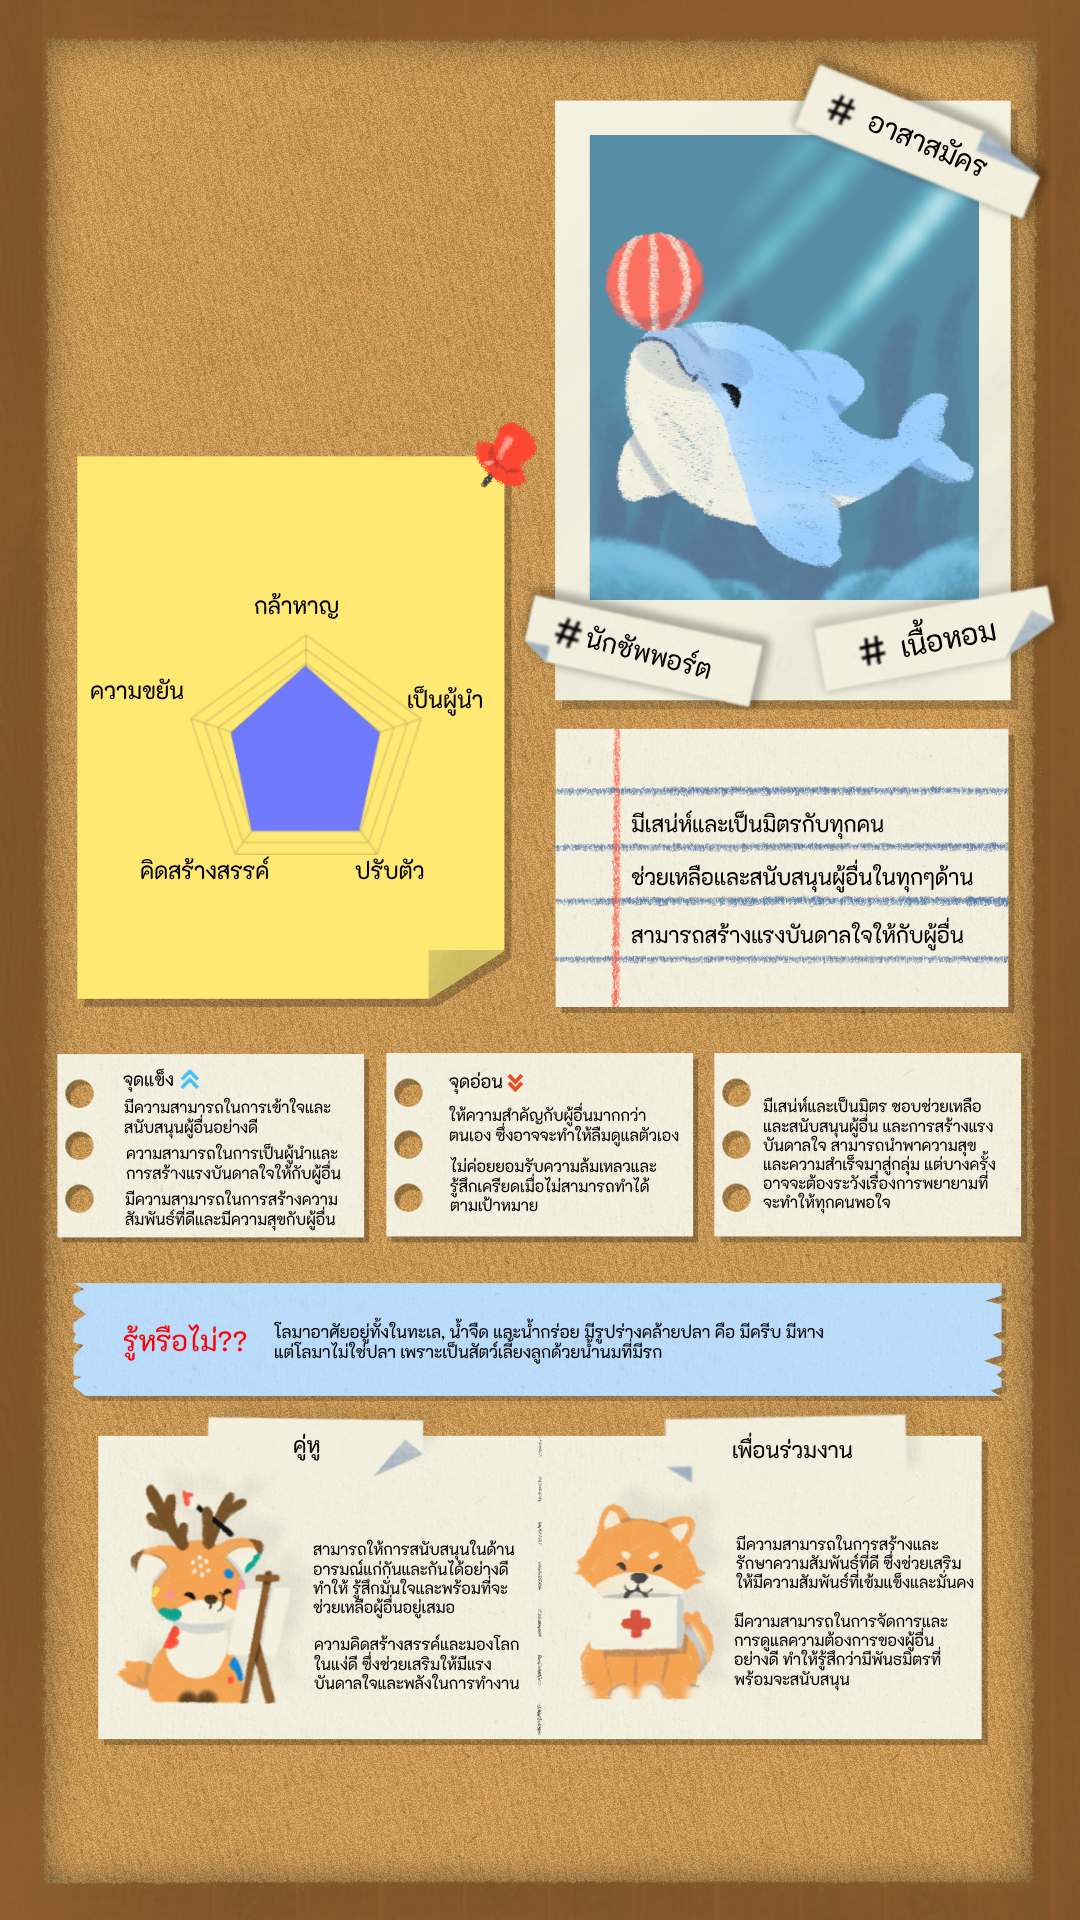 # อาสาสมัคร
#นักซัพพอร์ต
# เนื้อหอม
กล้าหาญ
ความขยัน
เป็นผู้นำ
คิดสร้างสรรค์
ปรับตัว
มีเสน่ห์และเป็นมิตรกับทุกคน
ช่วยเหลือและสนับสนุนผู้อื่นในทุกๆด้าน
สามารถสร้างแรงบันดาลใจให้กับผู้อื่น
จุดแข็ง
มีความสามารถในการเข้าใจและ
สนับสนุนผู้อื่นอย่างดี
ความสามารถในการเป็นผู้นำและ
การสร้างแรงบันดาลใจให้กับผู้อื่น
มีความสามารถในการสร้างความ
สัมพันธ์ที่ดีและมีความสุขกับผู้อื่น
จุดอ่อน
ให้ความสำคัญกับผู้อื่นมากกว่า
ตนเอง ซึ่งอาจจะทำให้ลืมดูแลตัวเอง
ไม่ค่อยยอมรับความล้มเหลวและ
รู้สึกเครียดเมื่อไม่สามารถทำได้
ตามเป้าหมาย
มีเสน่ห์และเป็นมิตร ชอบช่วยเหลือ
และสนับสนุนผู้อื่น และการสร้างแรง
บันดาลใจ สามารถนำพาความสุข
และความสำเร็จมาสู่กลุ่ม แต่บางครั้ง
อาจจะต้องระวังเรื่องการพยายามที่
จะทำให้ทุกคนพอใจ
รู้หรือไม่??
โลมาอาศัยอยู่ทั้งในทะเล, น้ำจืด และน้ำกร่อย มีรูปร่างคล้ายปลา คือ มีครีบ มีหาง
แต่โลมาไม่ใช่ปลา เพราะเป็นสัตว์เลี้ยงลูกด้วยน้ำนมที่มีรก
คู่หู
สามารถให้การสนับสนุนในด้าน
อารมณ์แก่กันและกันได้อย่างดี
ทำให้ รู้สึกมั่นใจและพร้อมที่จะ
ช่วยเหลือผู้อื่นอยู่เสมอ
ความคิดสร้างสรรค์และมองโลก
ในแง่ดี ซึ่งช่วยเสริมให้มีแรง
บันดาลใจและพลังในการทำงาน
เพื่อนร่วมงาน
มีความสามารถในการสร้างและ
รักษาความสัมพันธ์ที่ดี ซึ่งช่วยเสริม
ให้มีความสัมพันธ์ที่เข้มแข็งและมั่นคง
มีความสามารถในการจัดการและ
การดูแลความต้องการของผู้อื่น
อย่างดี ทำให้รู้สึกว่ามีพันธมิตรที่
พร้อมจะสนับสนุน